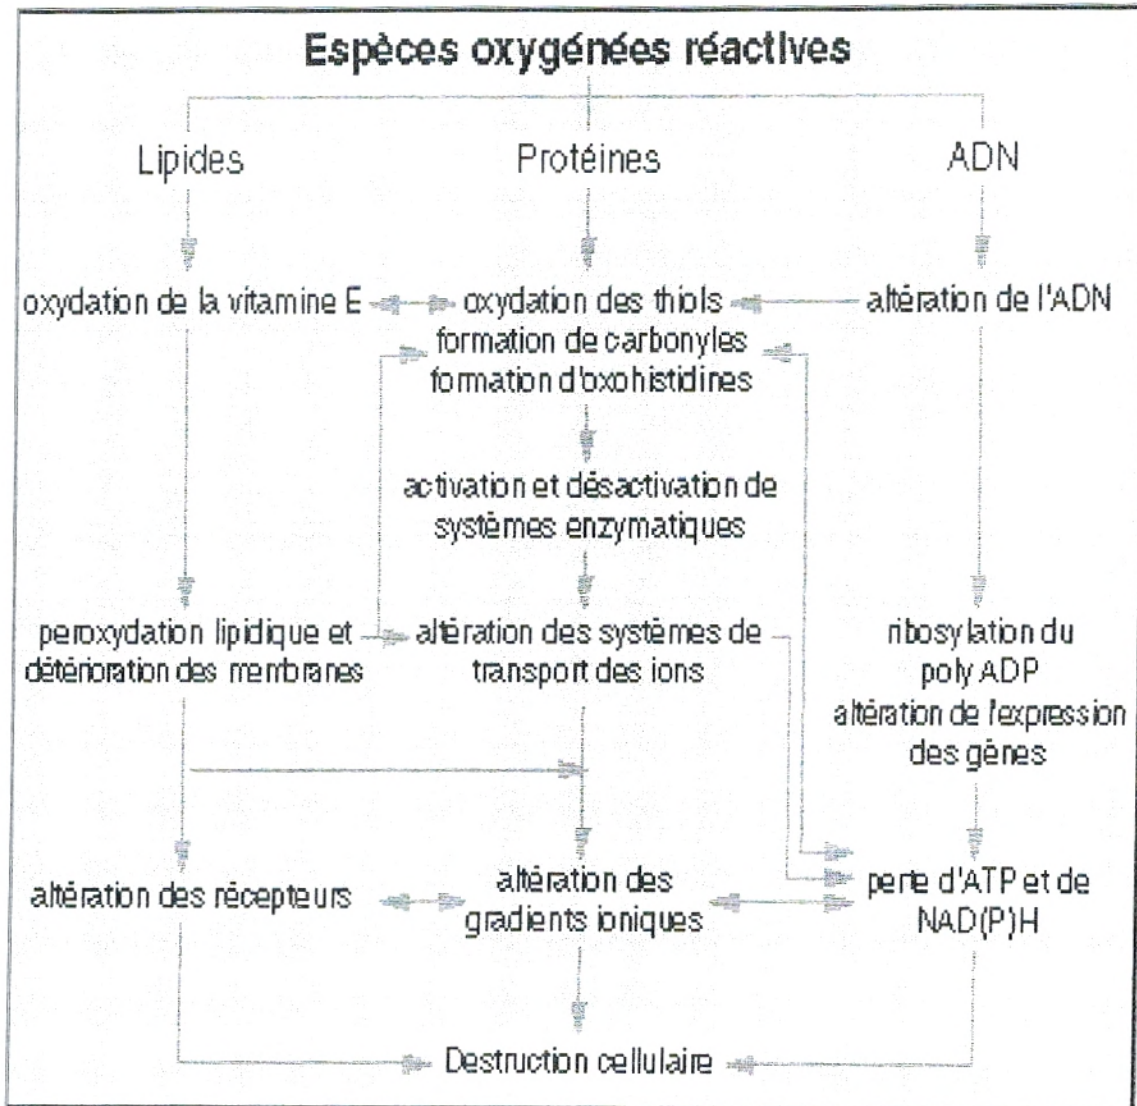 Espèces oxygénées réactives
Lipides
Protéines
ADN
oxydation de la vitamine E
oxydation des thiols
formation de carbonyles
formation d'oxohistidines
altération de l'ADN
activation et désactivation de
systèmes enzymatiques
peroxydation lipidique et
détérioration des membranes
altération des systèmes de
transport des ions
ribosylation du
poly ADP
altération de l'expression
des gènes
altération des récepteurs
altération des
gradients ioniques
perte d'ATP et de
NAD(P)H
Destruction cellulaire